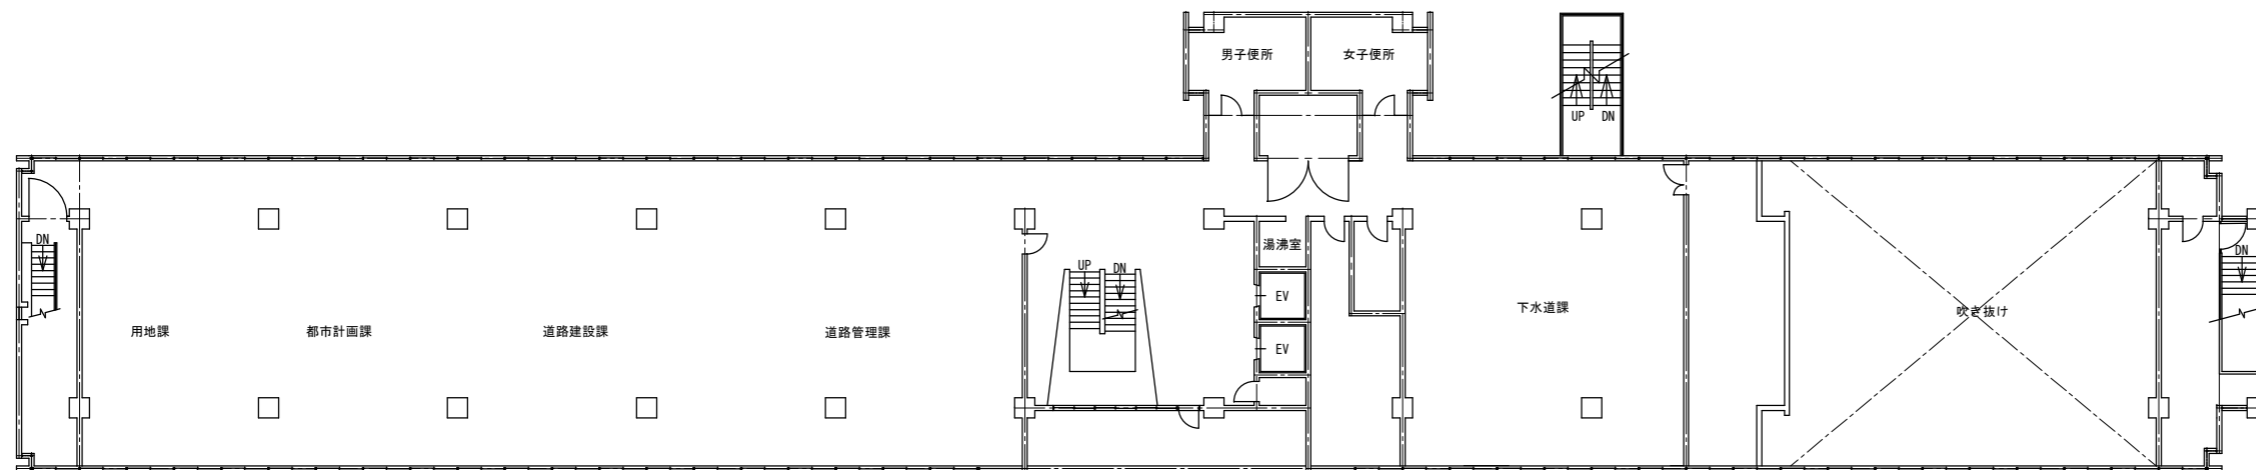 男子便所
女子便所
UP
DN
DN
湯沸室
UP
DN
DN
EV
下水道課
吹き抜け
用地課
都市計画課
道路建設課
道路管理課
EV